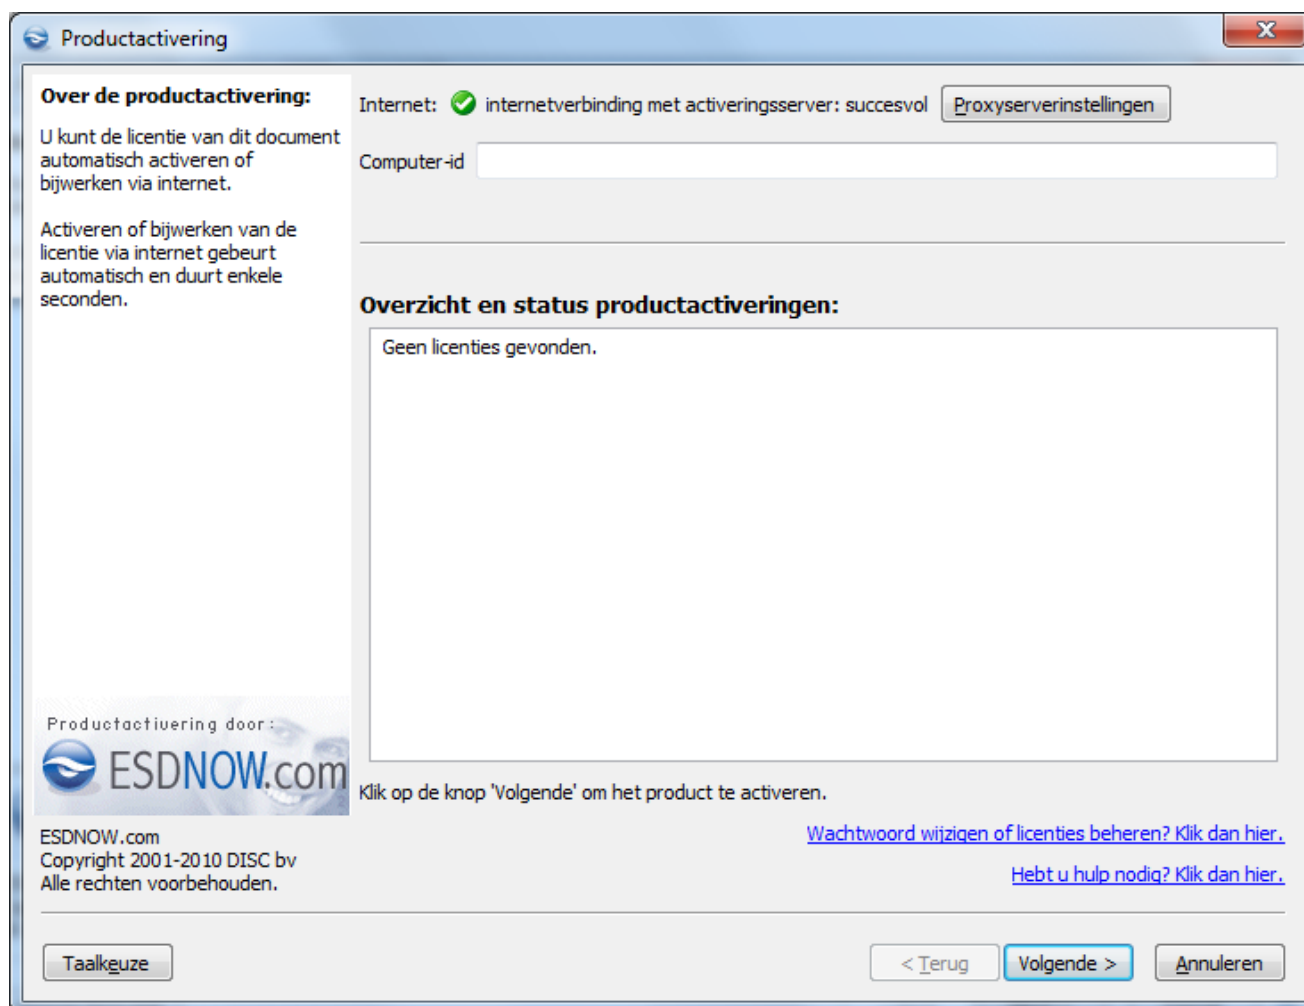 Productactivering
Over de productactivering:
U kunt de licentie van dit document
automatisch activeren of
bijwerken via internet.
Activeren of bijwerken van de
licentie via internet gebeurt
automatisch en duurt enkele
seconden.
Productactivering door:
ESDNOW.com
ESDNOW.com
Copyright 2001-2010 DISC bv
Alle rechten voorbehouden.
Internet: internetverbinding met activeringsserver: succesvol Proxyserverinstellingen
Computer-id
Overzicht en status productactiveringen:
Geen licenties gevonden.
Klik op de knop 'Volgende' om het product te activeren.
Wachtwoord wijzigen of licenties beheren? Klik dan hier.
Hebt u hulp nodig? Klik dan hier.
Taalkeuze < Terug Volgende > Annuleren